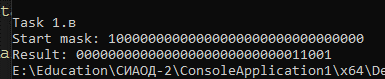 t
Task 1.в
Start mask: 10000000000000000000000000000000
a Result: 00000000000000000000000000011001
E:\Education\СИАОД-2\ConsoleApplication1\x64\De